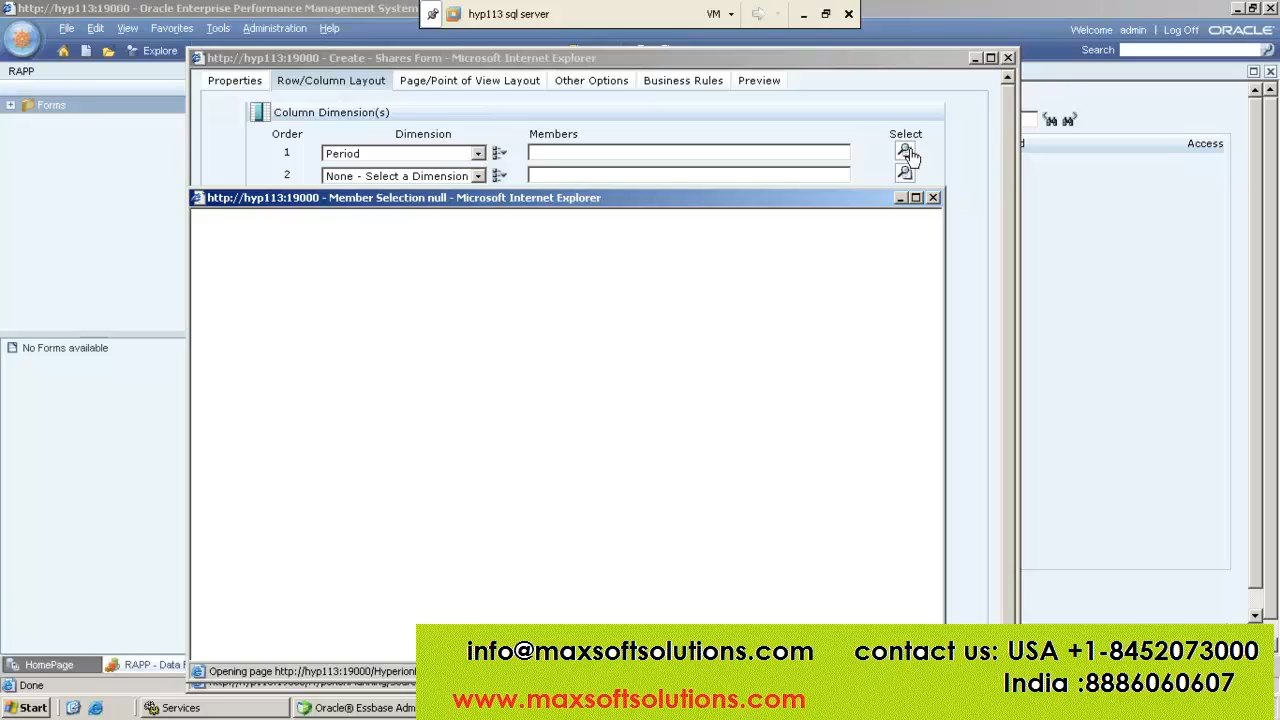 http://hyp113:19000 - Oracle Enterprise Performance Management System
hyp113 sql server
VM
File Edit View Favorites Tools Administration Help
Welcome admin | Log Off ORACLE
Explore
Search
RAPP
http://hyp113:19000 - Create - Shares Form - Microsoft Internet Explorer
Properties Row/Column Layout Page/Point of View Layout Other Options Business Rules Preview
Forms
Column Dimension(s)
Order Dimension Members Select
Access
1 Period
2 None - Select a Dimension
http://hyp113:19000 - Member Selection null - Microsoft Internet Explorer
No Forms available
HomePage
RAPP - Data F
Opening page http://hyp113:19000/Hyperion
Done
Start
Services
Oracle® Essbase Adm
info@maxsoftsolutions.com contact us: USA +1-8452073000
India :8886060607
www.maxsoftsolutions.com